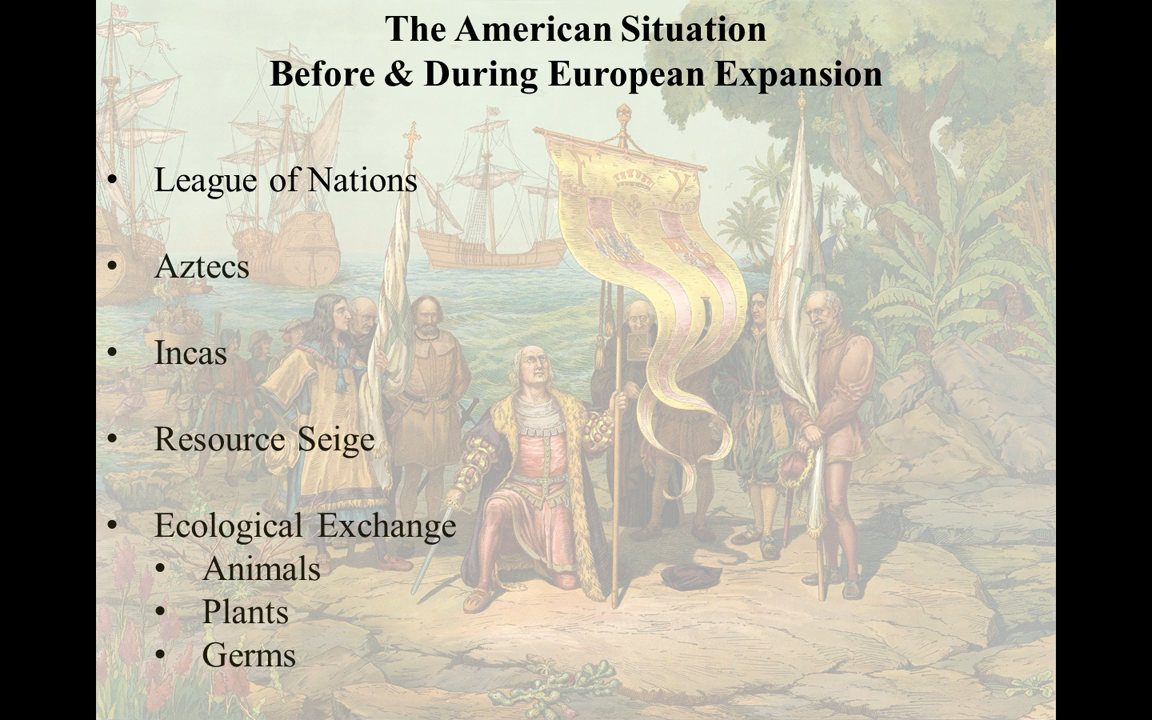 The American Situation
Before & During European Expansion
• League of Nations
• Aztecs
• Incas
• Resource Seige
• Ecological Exchange
• Animals
• Plants
• Germs